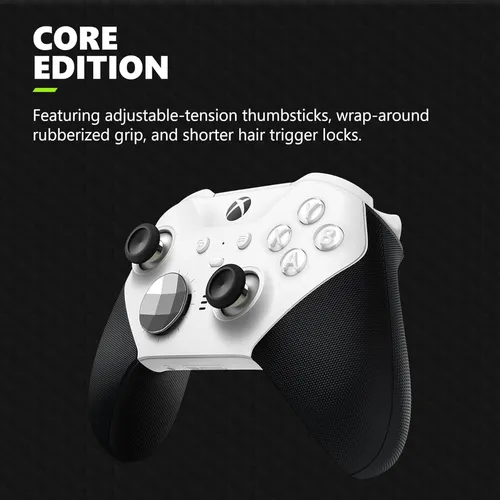 CORE
EDITION
Featuring adjustable-tension thumbsticks, wrap-around
rubberized grip, and shorter hair trigger locks.
Y
X
B
A